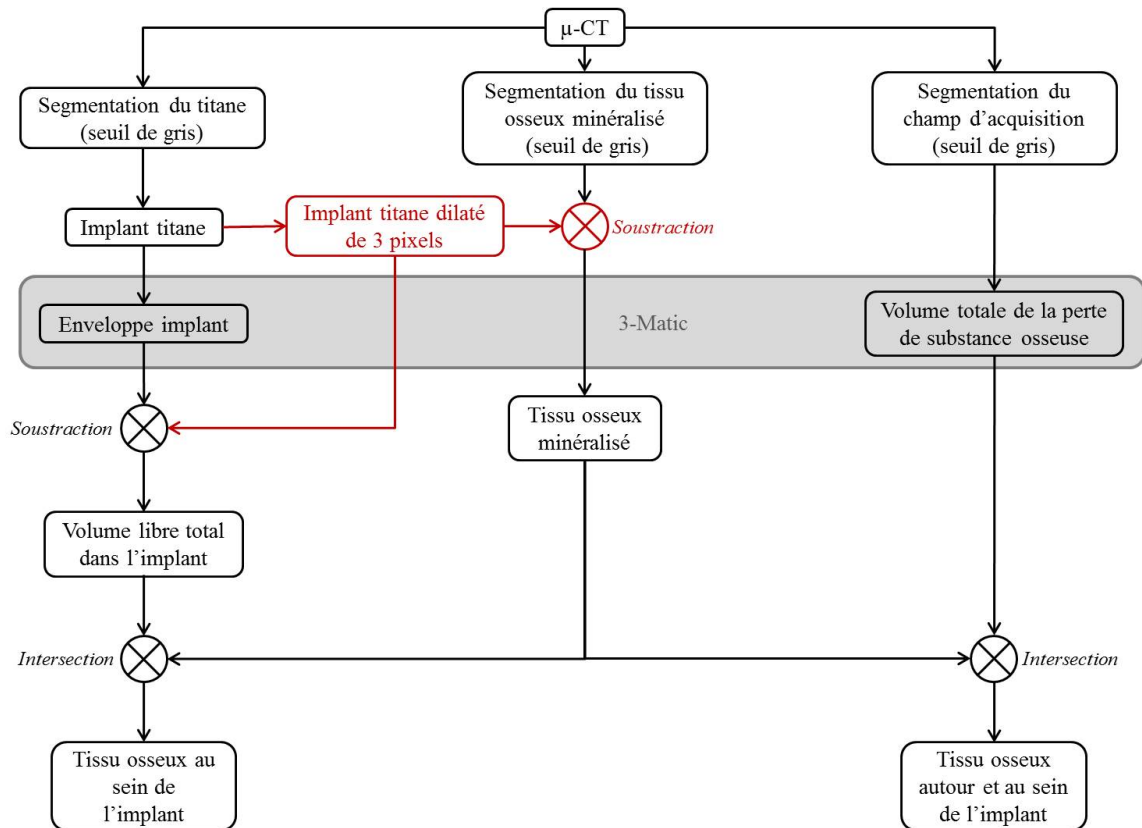 µ-CT
Segmentation du titane
(seuil de gris)
Segmentation du tissu
osseux minéralisé
(seuil de gris)
Segmentation du
champ d'acquisition
(seuil de gris)
Implant titane
Implant titane dilaté
de 3 pixels
Soustraction
Enveloppe implant
3-Matic
Volume totale de la perte
de substance osseuse
Soustraction
Tissu osseux
minéralisé
Volume libre total
dans l'implant
Intersection
Intersection
Tissu osseux au
sein de
l'implant
Tissu osseux
autour et au sein
de l'implant